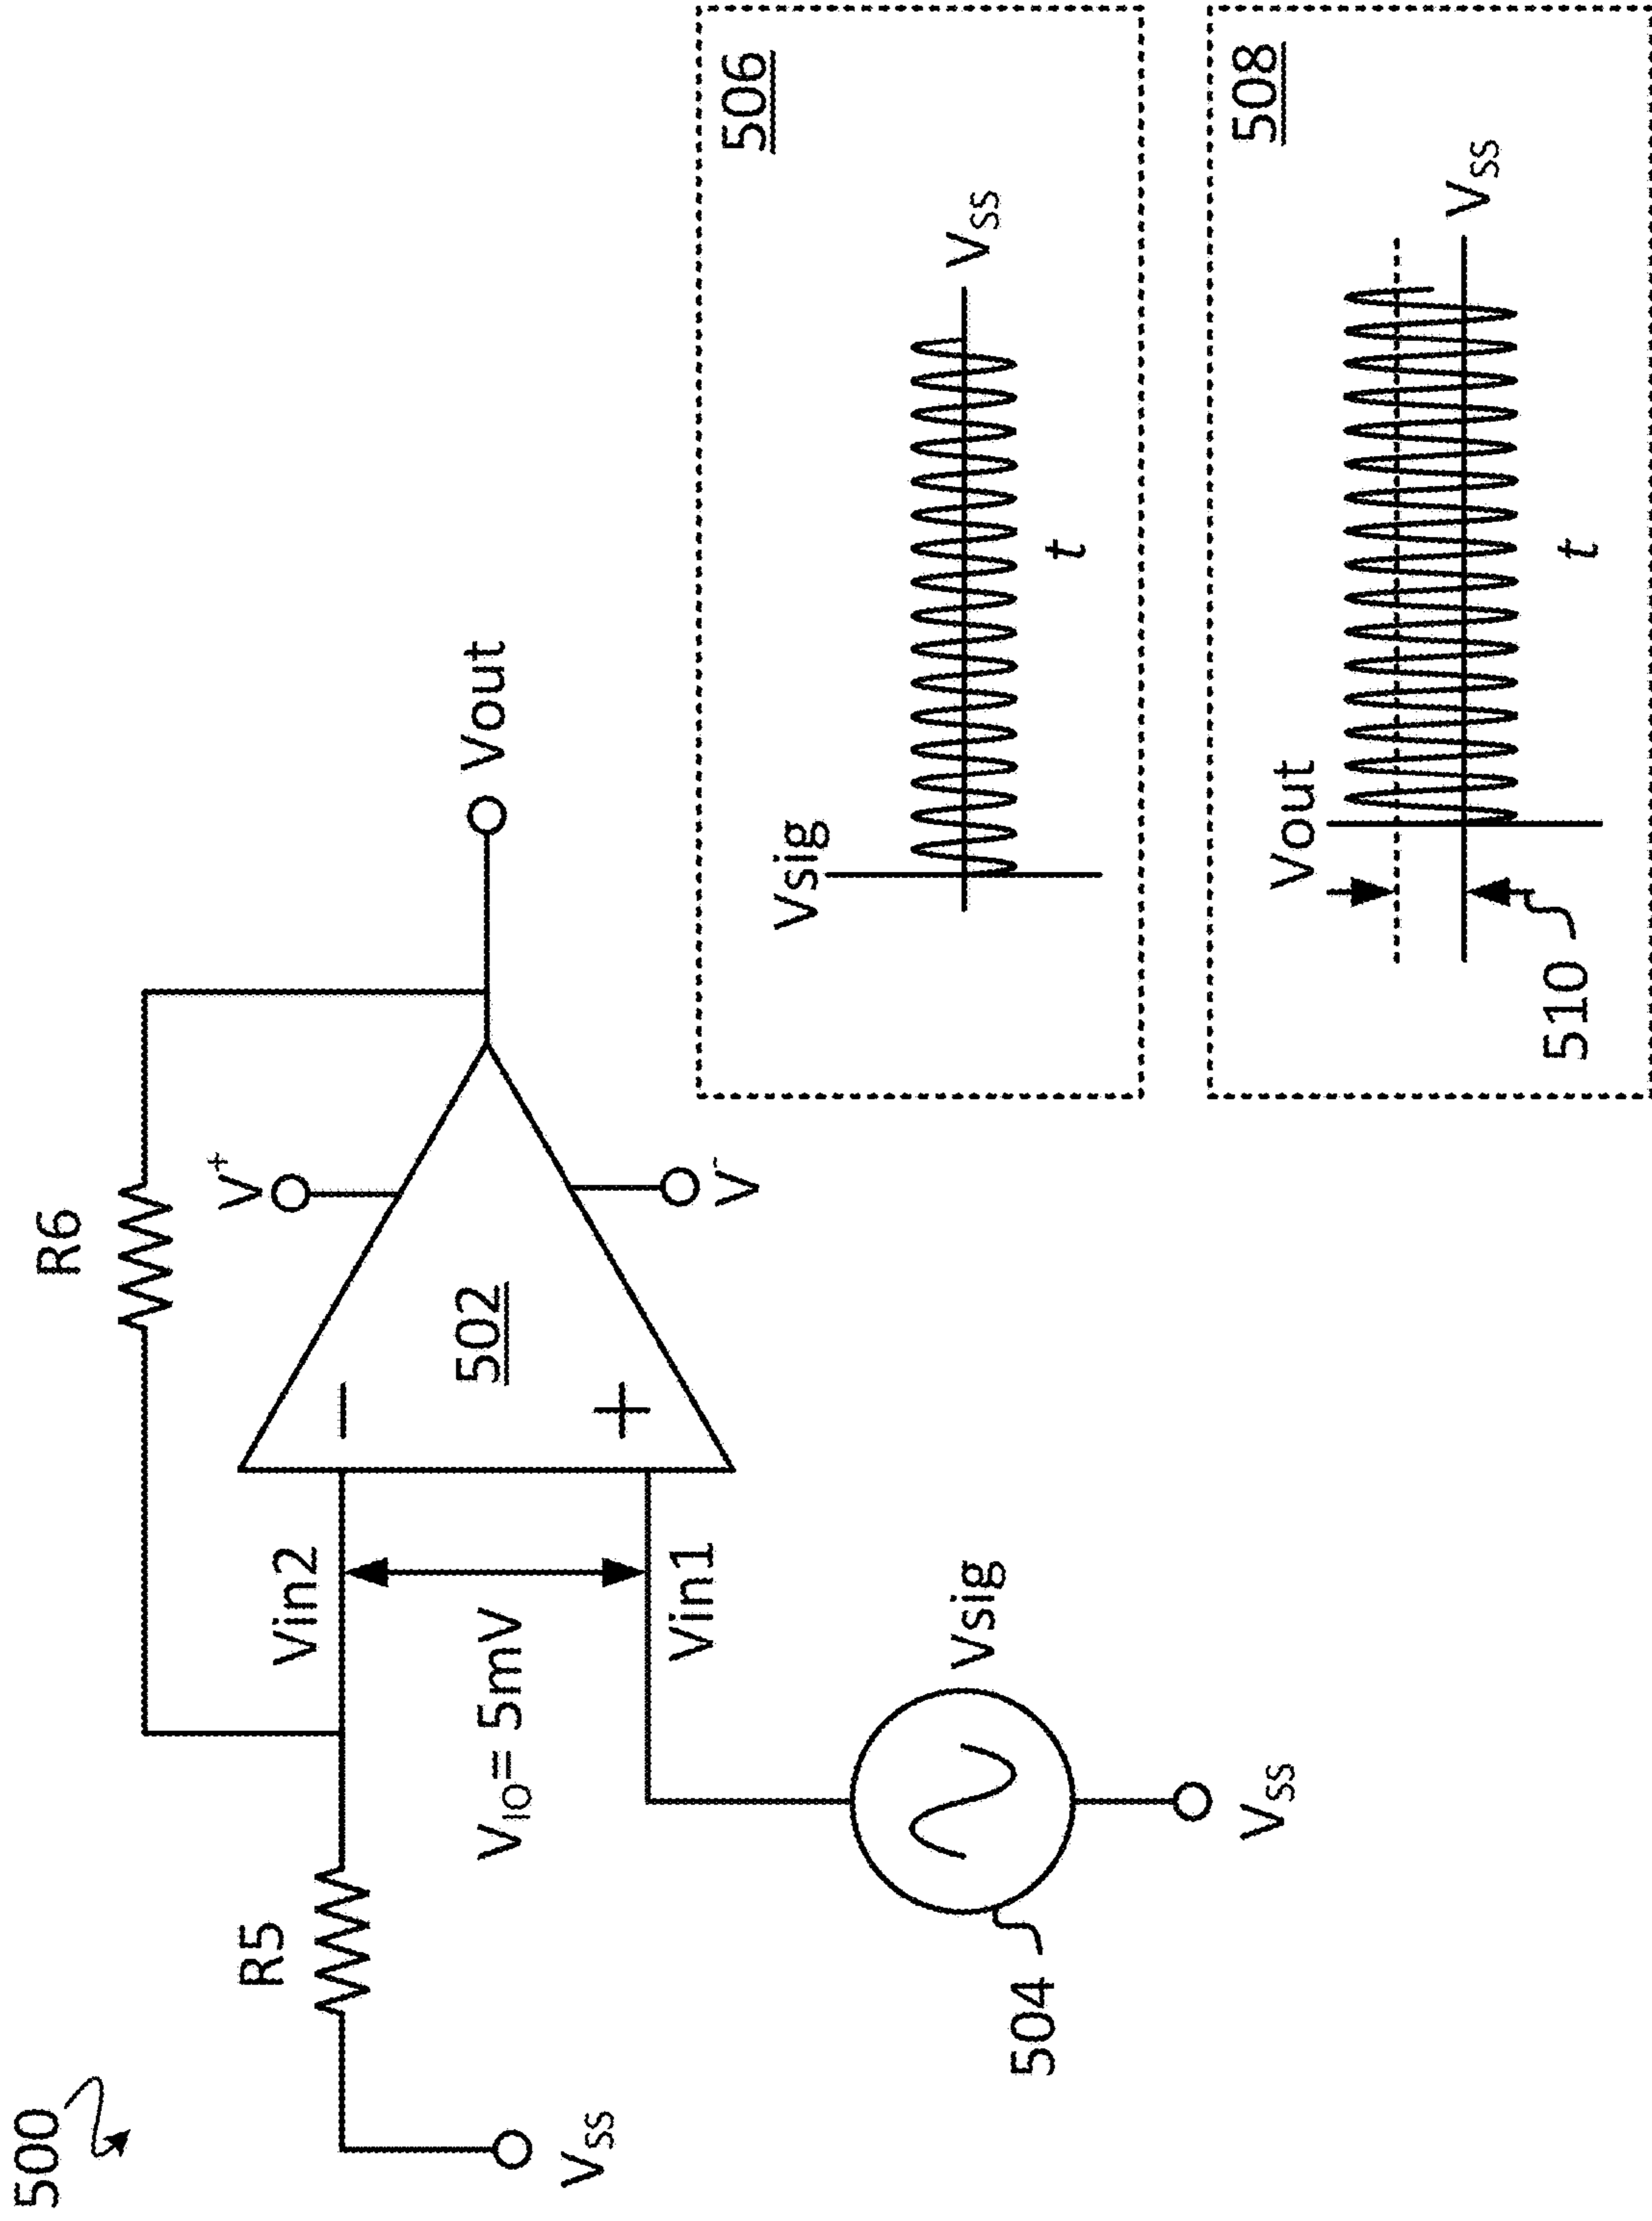 500
R6
V+
Vout
R5
Vin2
502
−
+
VIO= 5mV
Vin1
V-
VSS
504
Vsig
VSS
506
Vsig
VSS
t
508
Vout
VSS
t
510